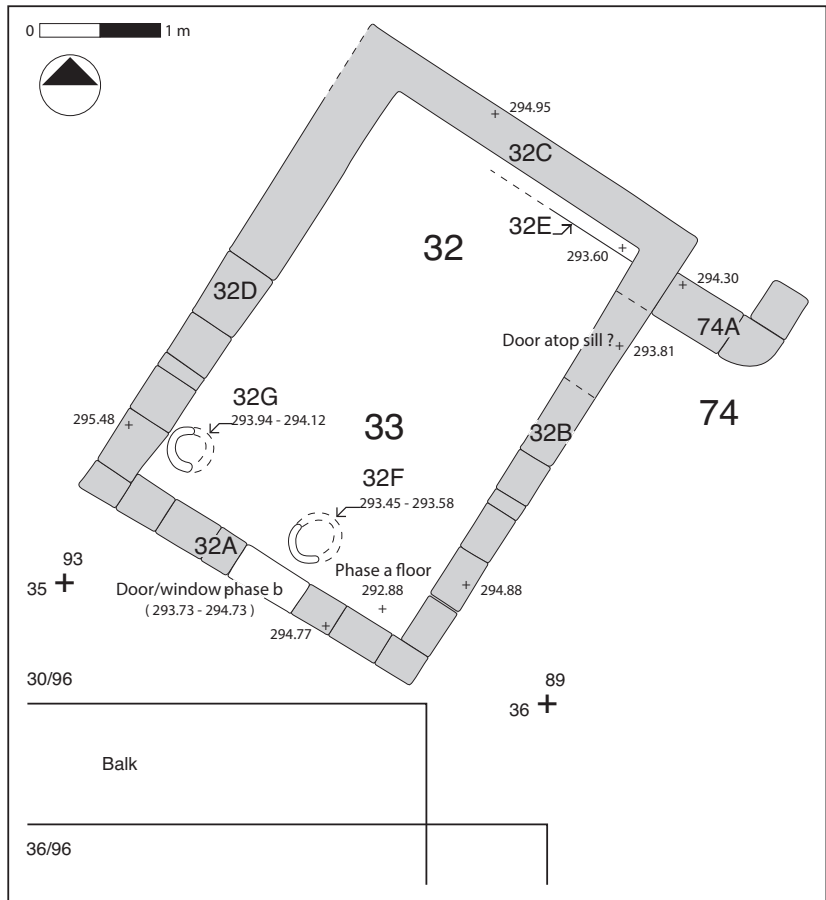 0 1 m
294.95
32C
32E
293.60
32
294.30
32D
74A
Door atop sill ?
293.81
32G
293.94 - 294.12
295.48
33
74
32B
32F
293.45 - 293.58
32A
Phase a floor
292.88
93
35
Door/window phase b
( 293.73 - 294.73 )
294.88
294.77
30/96
89
36
Balk
36/96